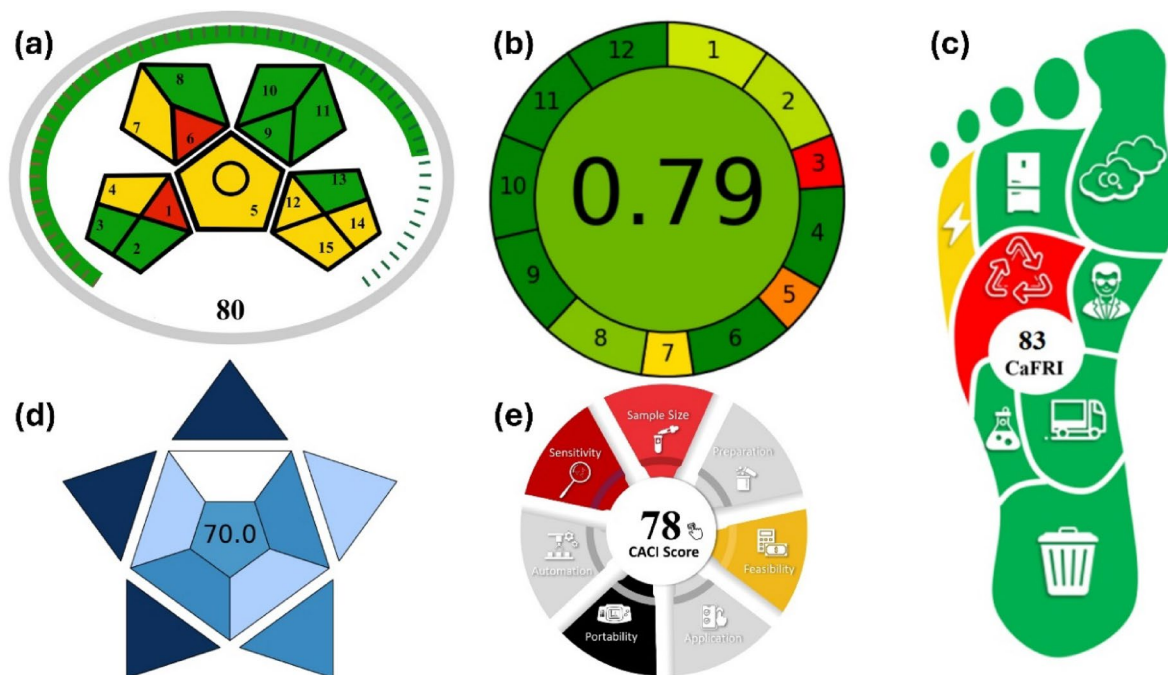 (a)
8
10
7
11
6
9
4
13
3
1
5
12
14
2
15
80
(b)
12
1
11
2
3
10
0.79
4
9
5
8
7
6
(c)
83
CaFRI
(d)
70.0
(e)
Sample Size
Sensitivity
Preparation
78
CACI Score
Automation
Feasibility
Portability
Application